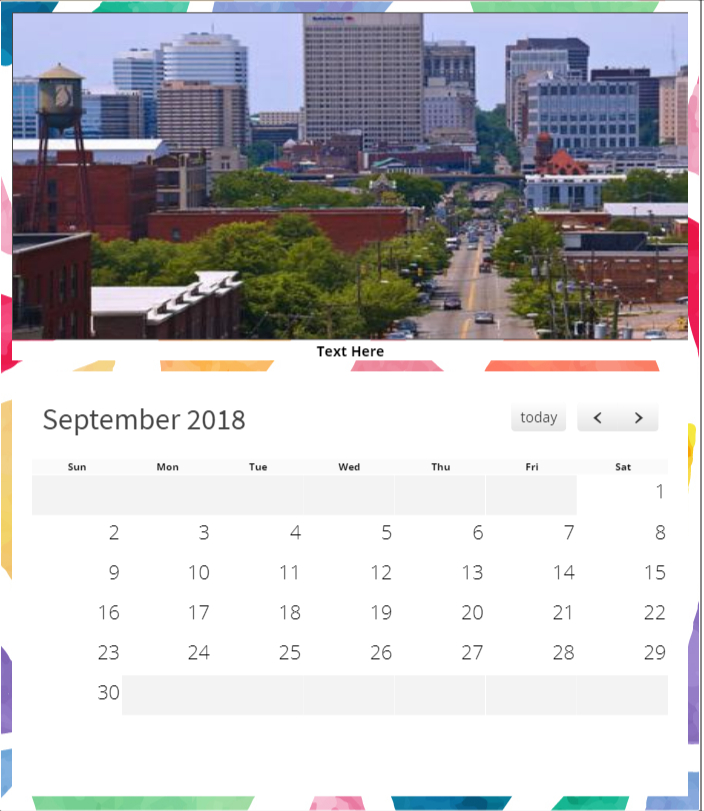 Text Here
September 2018 today < >
Sun Mon Tue Wed Thu Fri Sat
1
2 3 4 5 6 7 8
9 10 11 12 13 14 15
16 17 18 19 20 21 22
23 24 25 26 27 28 29
30